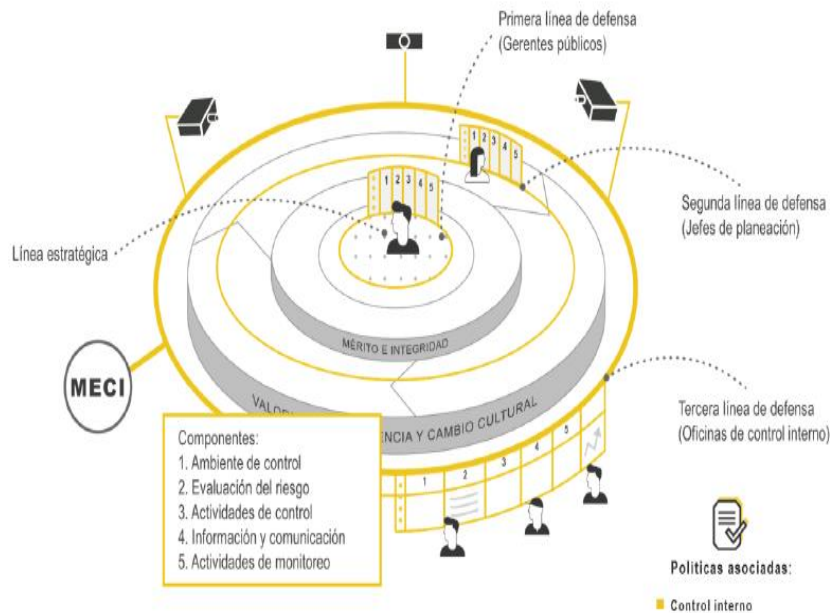 Primera línea de defensa
(Gerentes públicos)
1 2 3 4 5
1 2 3 4 5
Segunda línea de defensa
(Jefes de planeación)
Línea estratégica
MÉRITO E INTEGRIDAD
MECI
VALOR
ENCIA Y CAMBIO CULTURAL
Tercera línea de defensa
(Oficinas de control interno)
Componentes:
1. Ambiente de control
2. Evaluación del riesgo
3. Actividades de control
4. Información y comunicación
5. Actividades de monitoreo
1 2 3 4 5
Políticas asociadas:
Control interno